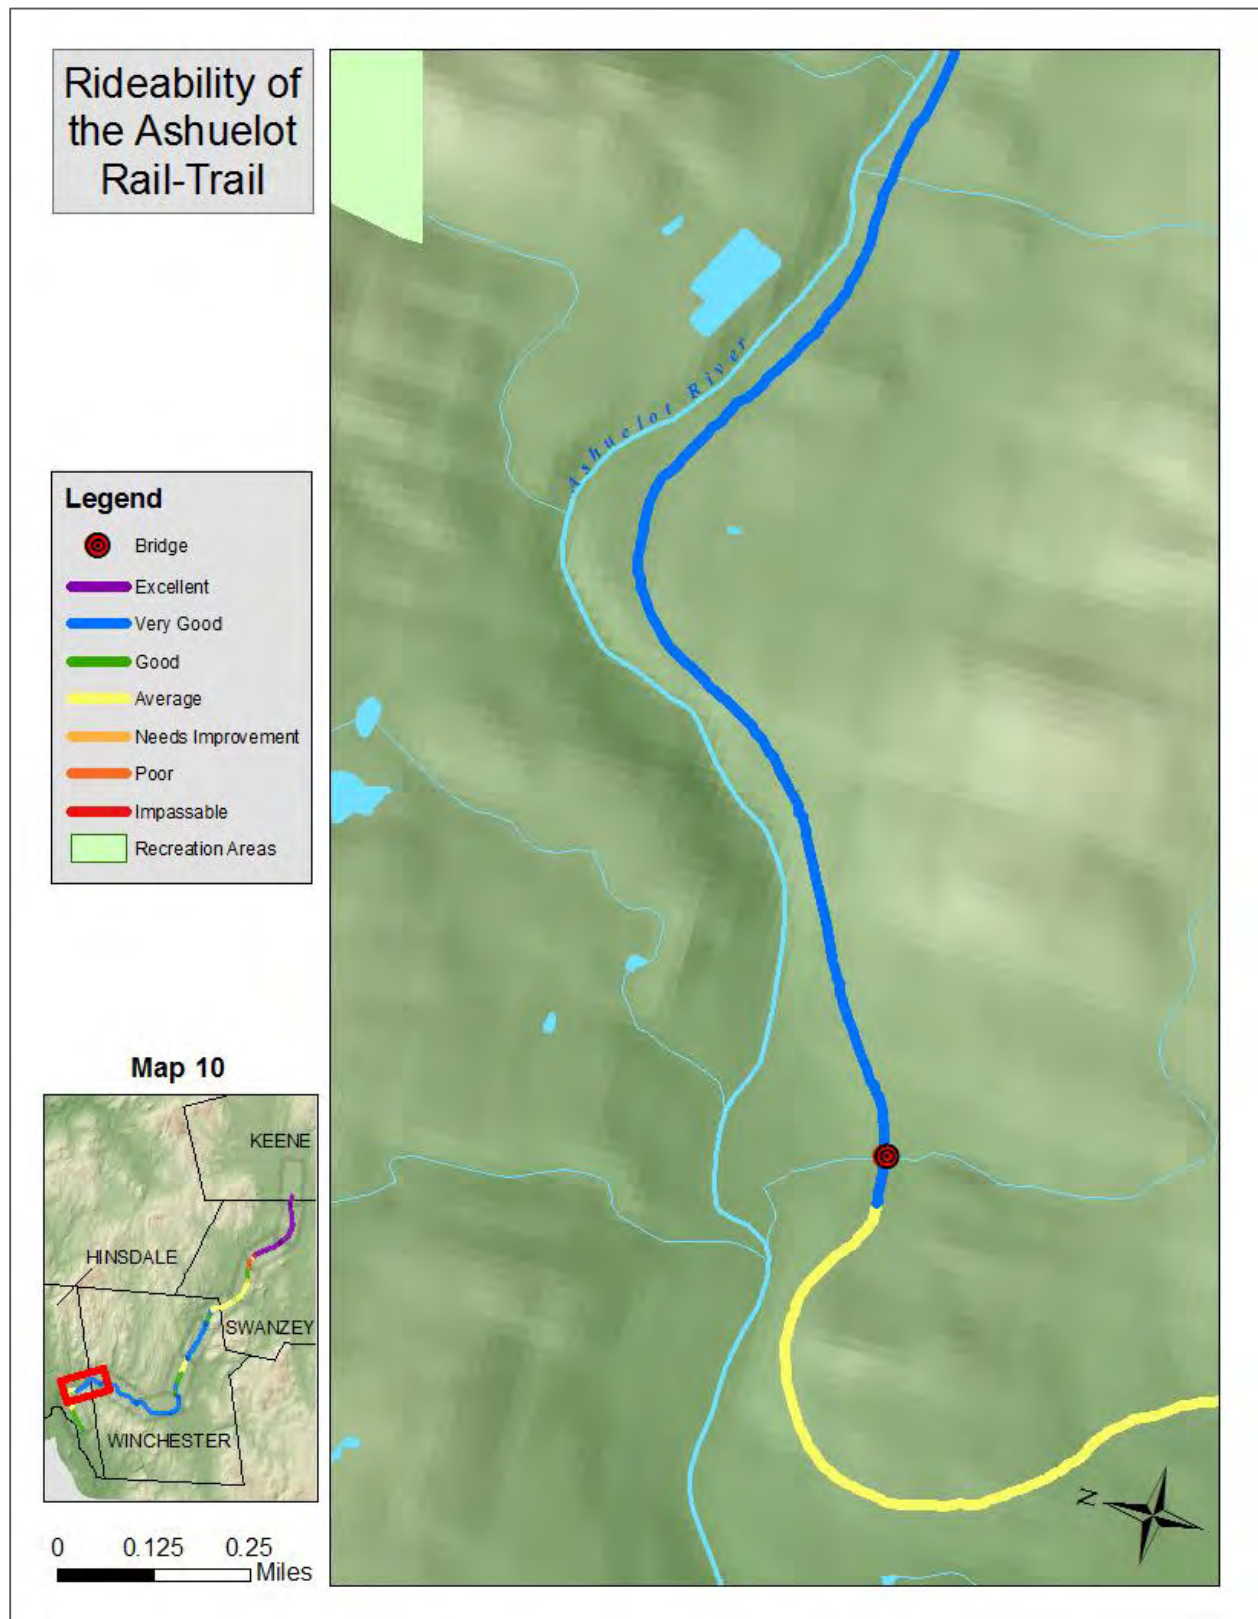 Rideability of
the Ashuelot
Rail-Trail
Ashuelot River
Legend
Bridge
Excellent
Very Good
Good
Average
Needs Improvement
Poor
Impassable
Recreation Areas
Map 10
KEENE
HINSDALE
SWANZEY
WINCHESTER
0 0.125 0.25
Miles
N